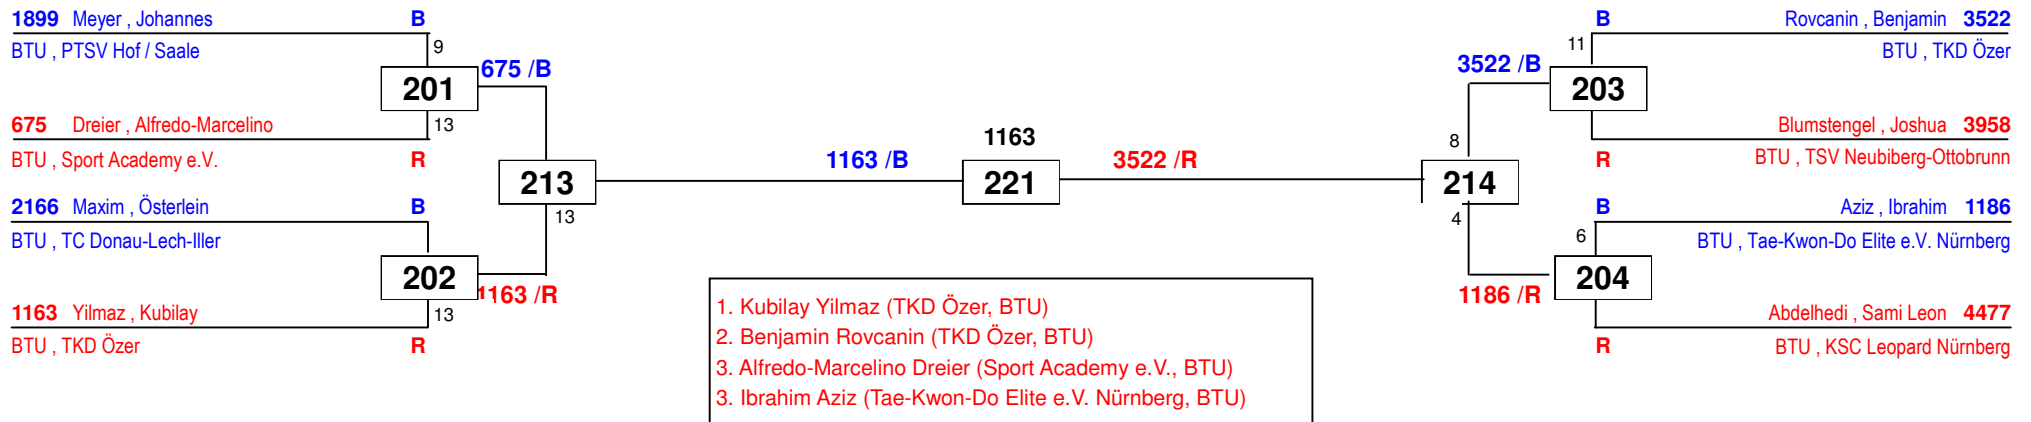 1899 Meyer , Johannes B
BTU , PTSV Hof / Saale
9
201
675 /B
13
675 Dreier , Alfredo-Marcelino
BTU , Sport Academy e.V. R
213
13
2166 Maxim , Österlein B
BTU , TC Donau-Lech-Iller
202
1163 /R
13
1163 Yilmaz , Kubilay
BTU , TKD Özer R
1163 /B
1163
221
3522 /R
1. Kubilay Yilmaz (TKD Özer, BTU)
2. Benjamin Rovcanin (TKD Özer, BTU)
3. Alfredo-Marcelino Dreier (Sport Academy e.V., BTU)
3. Ibrahim Aziz (Tae-Kwon-Do Elite e.V. Nürnberg, BTU)
B Rovcanin , Benjamin 3522
11 BTU , TKD Özer
3522 /B
203
Blumstengel , Joshua 3958
R BTU , TSV Neubiberg-Ottobrunn
8
214
4
B Aziz , Ibrahim 1186
6 BTU , Tae-Kwon-Do Elite e.V. Nürnberg
204
1186 /R
Abdelhedi , Sami Leon 4477
R BTU , KSC Leopard Nürnberg